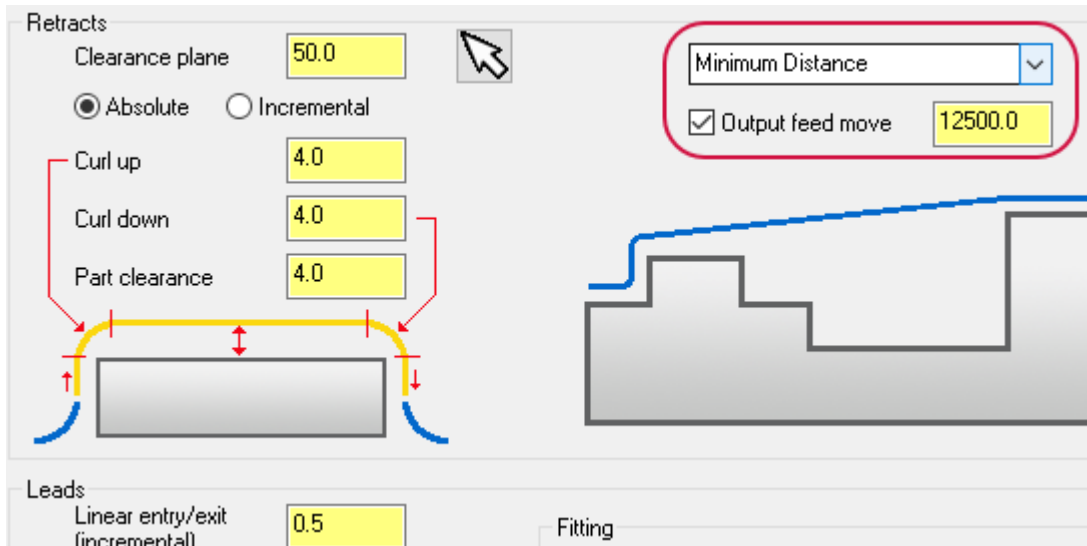 Retracts
Clearance plane 50.0
Absolute Incremental
Curl up 4.0
Curl down 4.0
Part clearance 4.0
Minimum Distance
Output feed move 12500.0
Leads
Linear entry/exit 0.5
(incremental)
Fitting